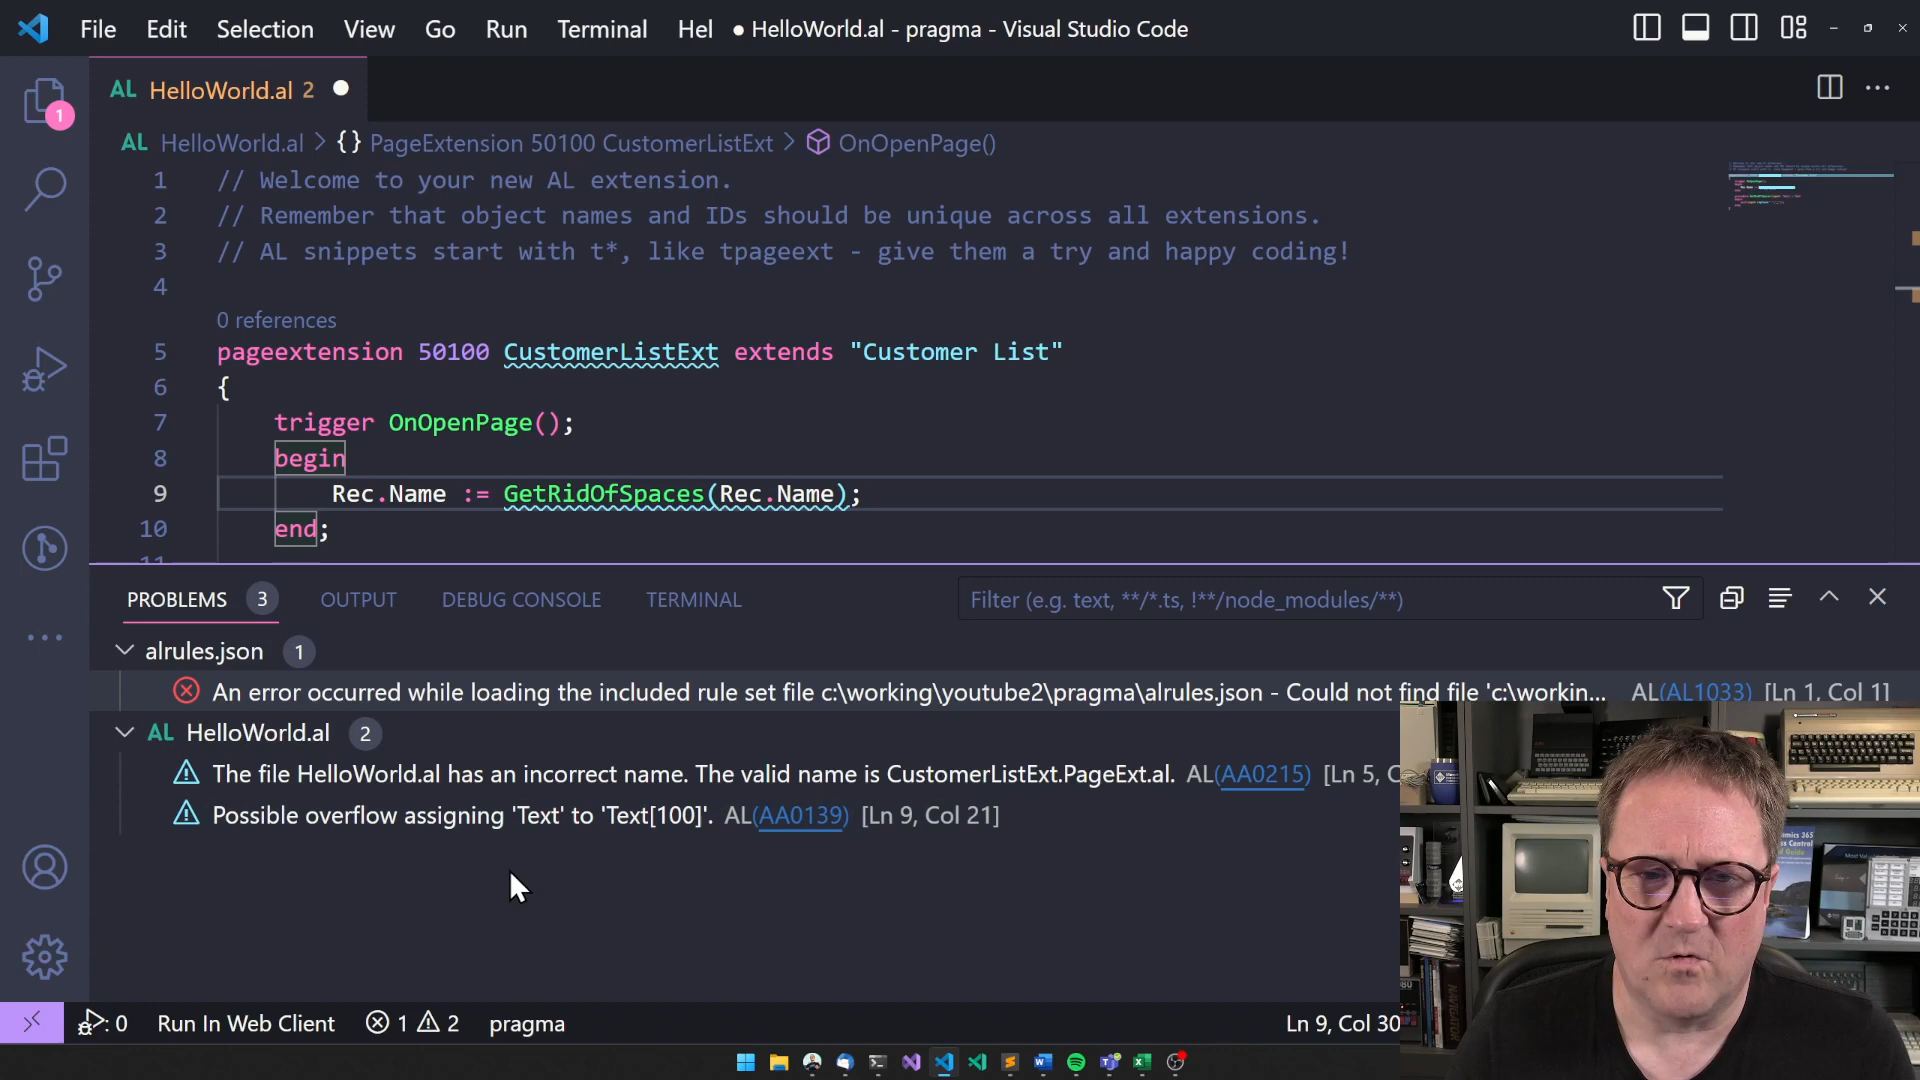 File Edit Selection View Go Run Terminal Hel ● HelloWorld.al - pragma - Visual Studio Code
1
AL HelloWorld.al 2
AL HelloWorld.al > {} PageExtension 50100 CustomerListExt > OnOpenPage()
1 // Welcome to your new AL extension.
2 // Remember that object names and IDs should be unique across all extensions.
3 // AL snippets start with t*, like tpageext - give them a try and happy coding!
4
0 references
5 pageextension 50100 CustomerListExt extends "Customer List"
6 {
7 trigger OnOpenPage();
8 begin
9 Rec.Name := GetRidOfSpaces(Rec.Name);
10 end;
PROBLEMS 3 OUTPUT DEBUG CONSOLE TERMINAL Filter (e.g. text, **/*.ts, !**/node_modules/**)
alrules.json 1
An error occurred while loading the included rule set file c:\working\youtube2\pragma\alrules.json - Could not find file 'c:\workin... AL(AL1033) [Ln 1, Col 1]
AL HelloWorld.al 2
The file HelloWorld.al has an incorrect name. The valid name is CustomerListExt.PageExt.al. AL(AA0215) [Ln 5, C
Possible overflow assigning 'Text' to 'Text[100]'. AL(AA0139) [Ln 9, Col 21]
: 0 Run In Web Client 1 2 pragma Ln 9, Col 30